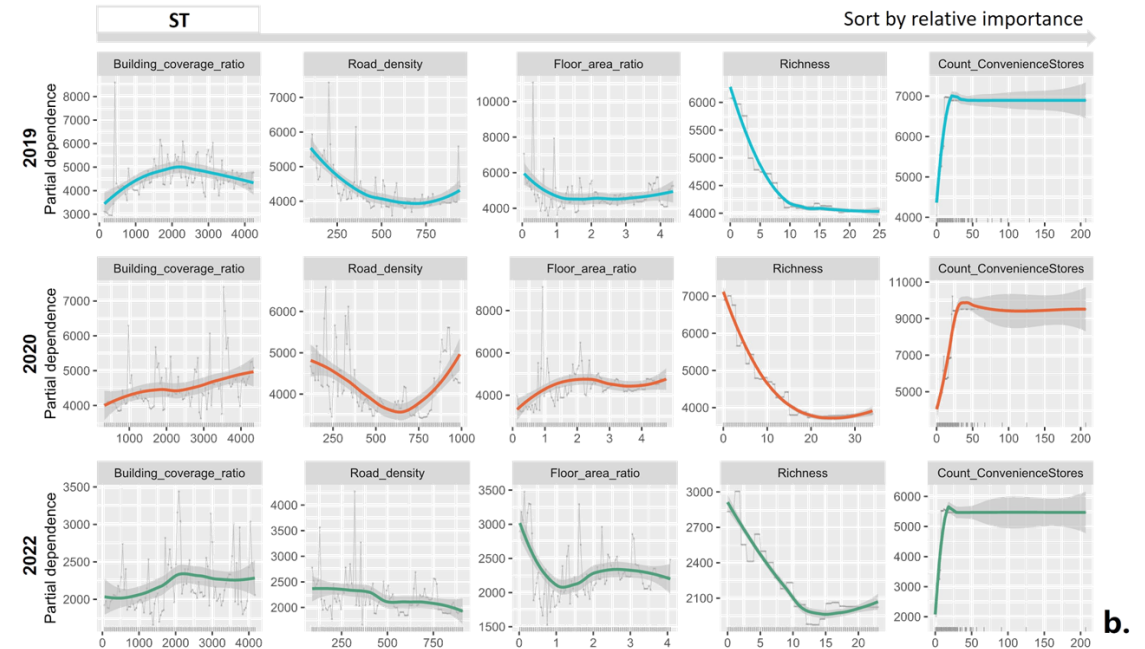 ST
Sort by relative importance
Building_coverage_ratio Road_density Floor_area_ratio Richness Count_ConvenienceStores
2019
Partial dependence
8000 7000 6000 5000 4000 3000
0 1000 2000 3000 4000
7000 6000 5000 4000
250 500 750
10000 8000 6000 4000
0 1 2 3 4
6000 5500 5000 4500 4000
0 5 10 15 20 25
7000 6000 5000 4000
0 50 100 150 200
Building_coverage_ratio Road_density Floor_area_ratio Richness Count_ConvenienceStores
2020
Partial dependence
7000 6000 5000 4000
1000 2000 3000 4000
6000 5000 4000
250 500 750 1000
8000 6000 4000
0 1 2 3 4
7000 6000 5000 4000
0 10 20 30
11000 9000 7000 5000
0 50 100 150 200
Building_coverage_ratio Road_density Floor_area_ratio Richness Count_ConvenienceStores
2022
Partial dependence
3500 3000 2500 2000
0 1000 2000 3000 4000
4000 3500 3000 2500 2000
250 500 750
3500 3000 2500 2000 1500
0 1 2 3 4
3000 2700 2400 2100
0 5 10 15 20
6000 5000 4000 3000 2000
0 50 100 150 200
b.